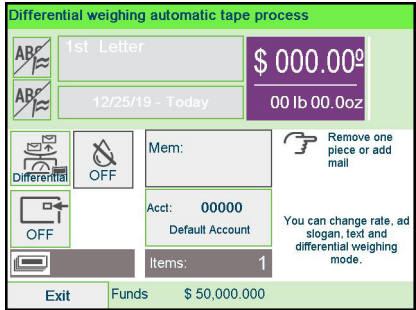 Differential weighing automatic tape process
ABC
1st Letter
$ 000.00º
ABC
12/25/19 - Today
00 lb 00.0oz
Differential
OFF
Mem:
Remove one
piece or add
mail
OFF
Acct: 00000
Default Account
You can change rate, ad
slogan, text and
differential weighing
mode.
Items: 1
Exit
Funds $ 50,000.000